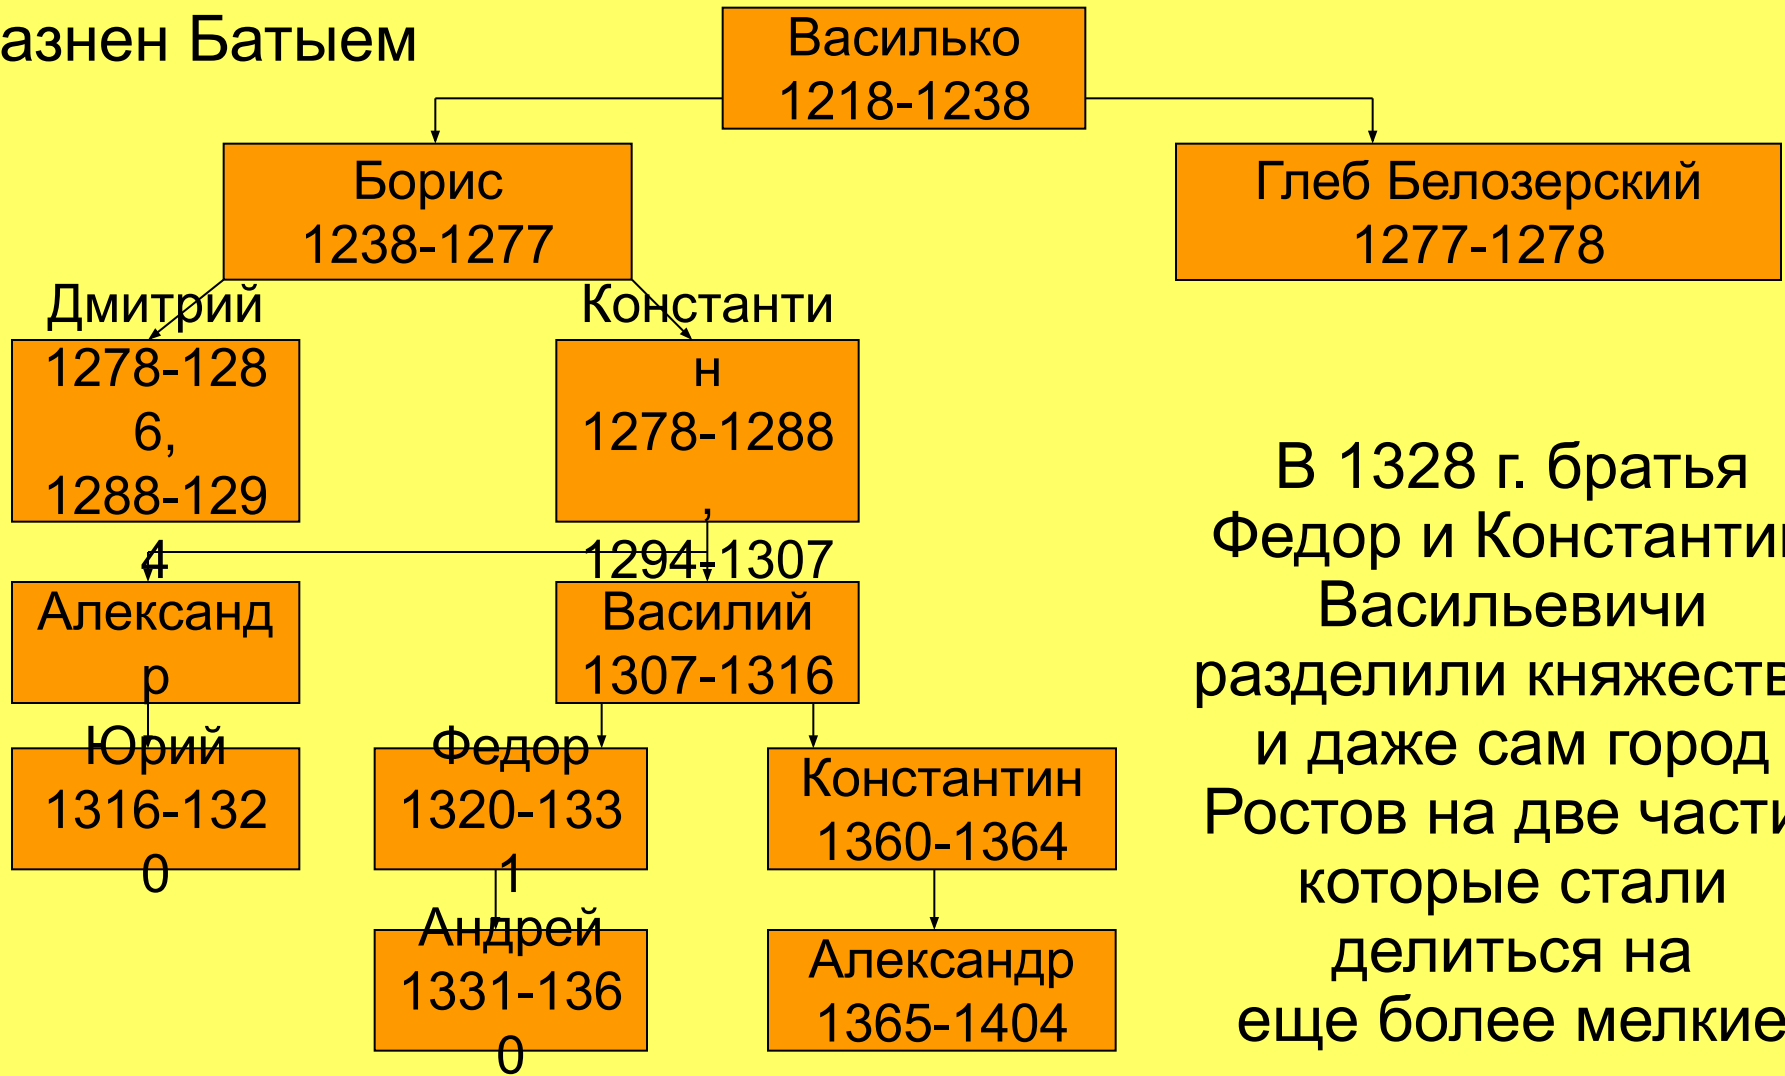 азнен Батыем
Василько
1218-1238
Борис
1238-1277
Глеб Белозерский
1277-1278
Дмитрий
1278-128
6,
1288-129
4
Константи
н
1278-1288
,
1294-1307
Александ
р
Василий
1307-1316
Юрий
1316-132
0
Федор
1320-133
1
Константин
1360-1364
Андрей
1331-136
0
Александр
1365-1404
В 1328 г. братья
Федор и Константин
Васильевичи
разделили княжеств
и даже сам город
Ростов на две части
которые стали
делиться на
еще более мелкие